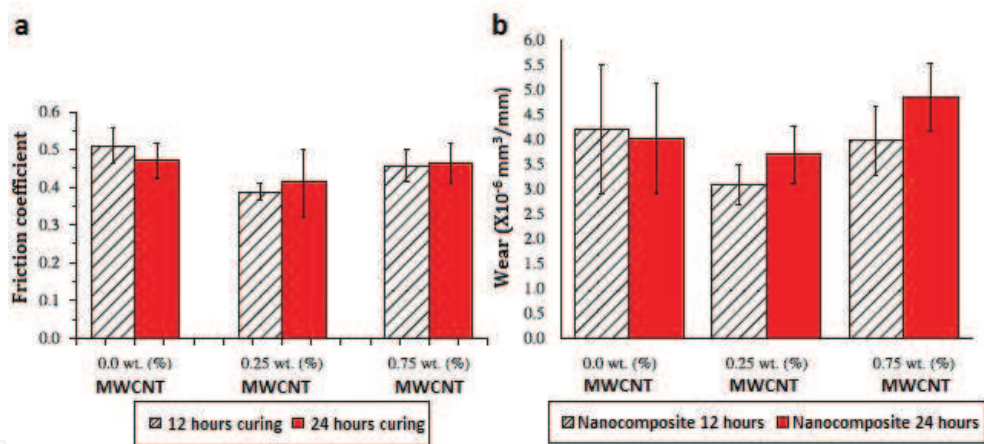 a
Friction coefficient
0.6
0.5
0.4
0.3
0.2
0.1
0.0
0.0 wt. (%)
MWCNT
0.25 wt. (%)
MWCNT
0.75 wt. (%)
MWCNT
12 hours curing
24 hours curing
b
Wear (X10⁻⁶ mm³/mm)
6.0
5.5
5.0
4.5
4.0
3.5
3.0
2.5
2.0
1.5
1.0
0.5
0.0
0.0 wt. (%)
MWCNT
0.25 wt. (%)
MWCNT
0.75 wt. (%)
MWCNT
Nanocomposite 12 hours
Nanocomposite 24 hours